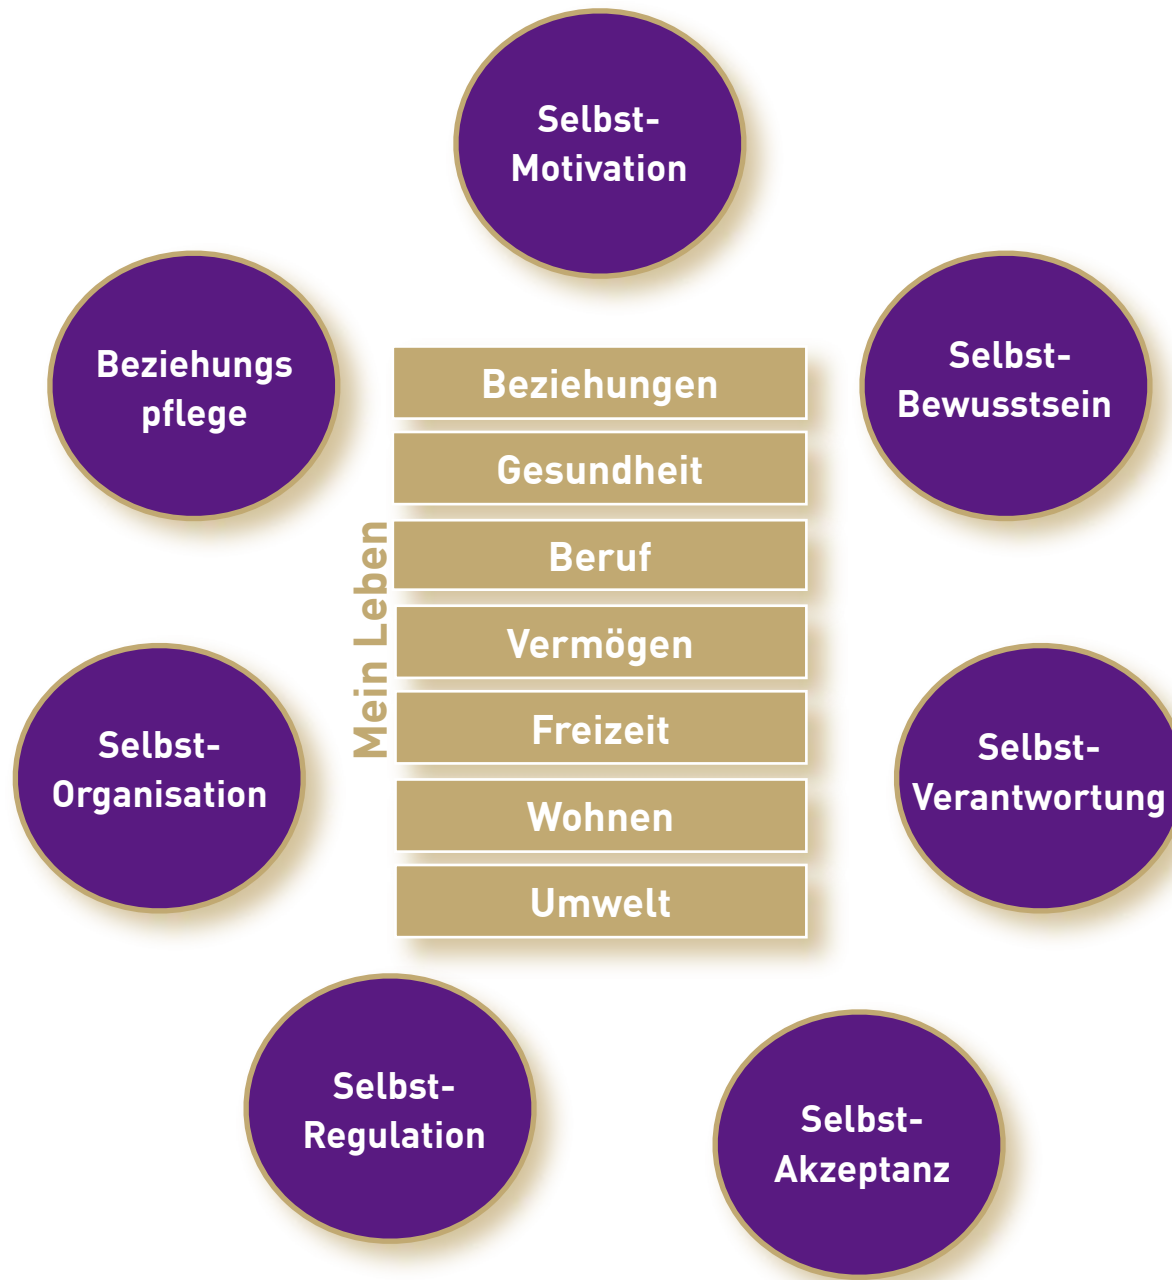 Selbst-
Motivation
Beziehungs
pflege
Selbst-
Bewusstsein
Mein Leben
Beziehungen
Gesundheit
Beruf
Vermögen
Freizeit
Wohnen
Umwelt
Selbst-
Organisation
Selbst-
Verantwortung
Selbst-
Regulation
Selbst-
Akzeptanz